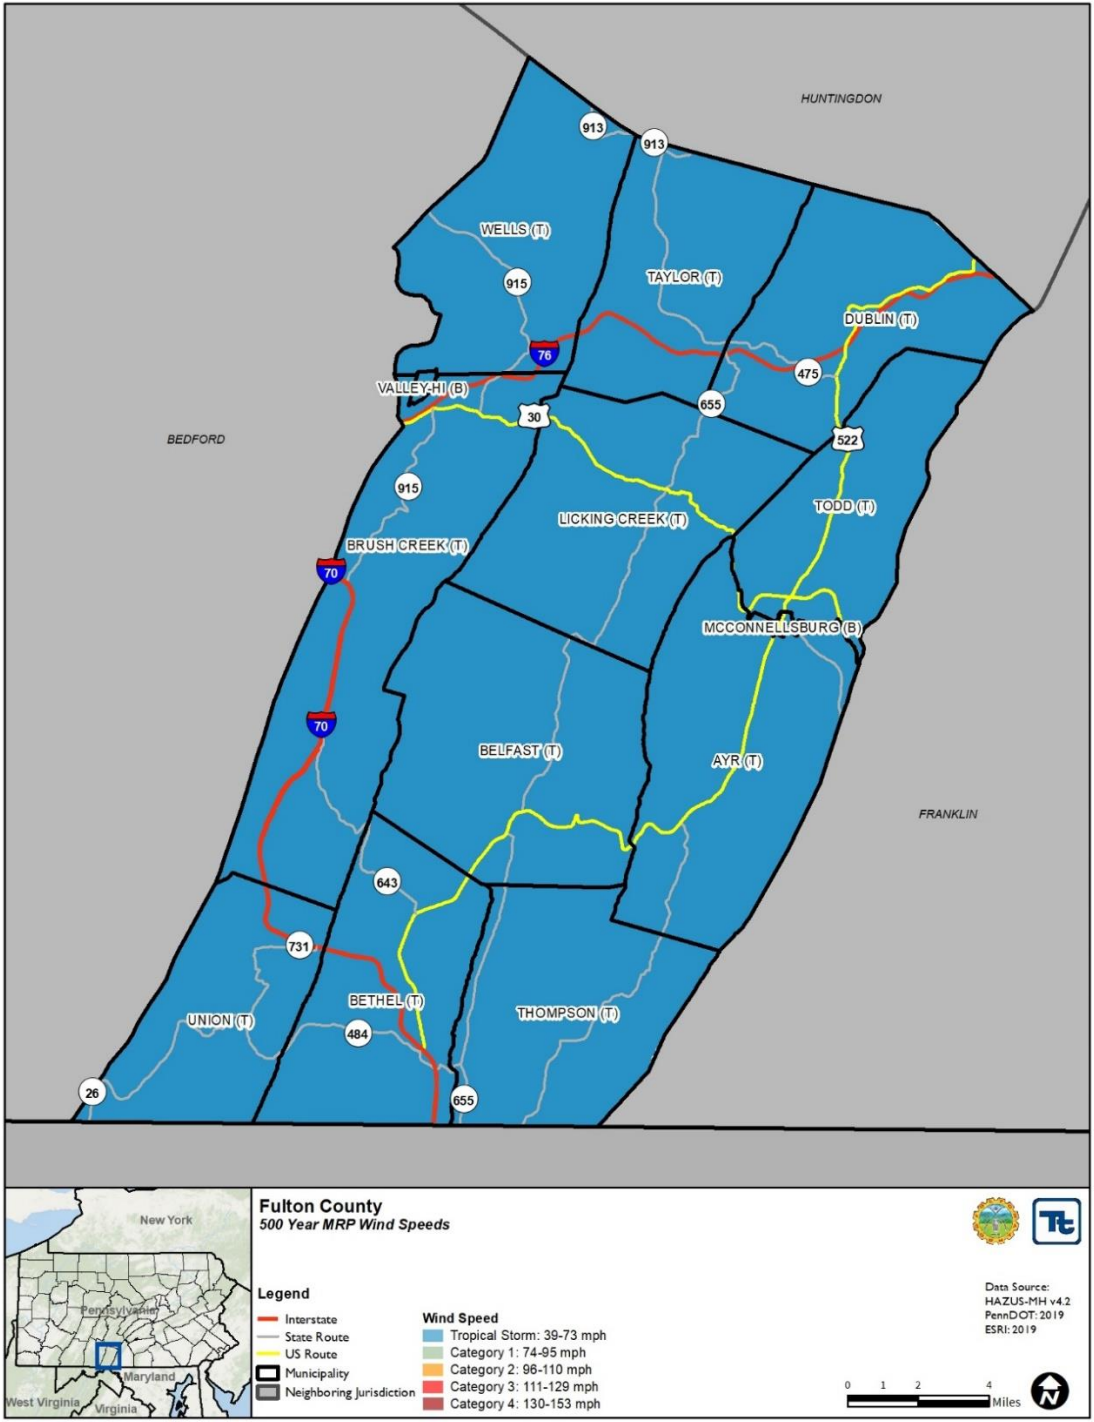 HUNTINGDON
913
913
WELLS (T)
TAYLOR (T)
915
DUBLIN (T)
76
475
VALLEY-HI (B)
655
30
BEDFORD
522
915
TODD (T)
LICKING CREEK (T)
BRUSH CREEK (T)
70
MCCONNELLSBURG (B)
70
BELFAST (T)
AYR (T)
FRANKLIN
643
731
BETHEL (T)
THOMPSON (T)
UNION (T)
484
26
655
New York
Pennsylvania
Maryland
West Virginia
Virginia
Fulton County
500 Year MRP Wind Speeds
Legend
Interstate
State Route
US Route
Municipality
Neighboring Jurisdiction
Wind Speed
Tropical Storm: 39-73 mph
Category 1: 74-95 mph
Category 2: 96-110 mph
Category 3: 111-129 mph
Category 4: 130-153 mph
Tt
Data Source:
HAZUS-MH v4.2
PennDOT: 2019
ESRI: 2019
0 1 2 4
Miles
N